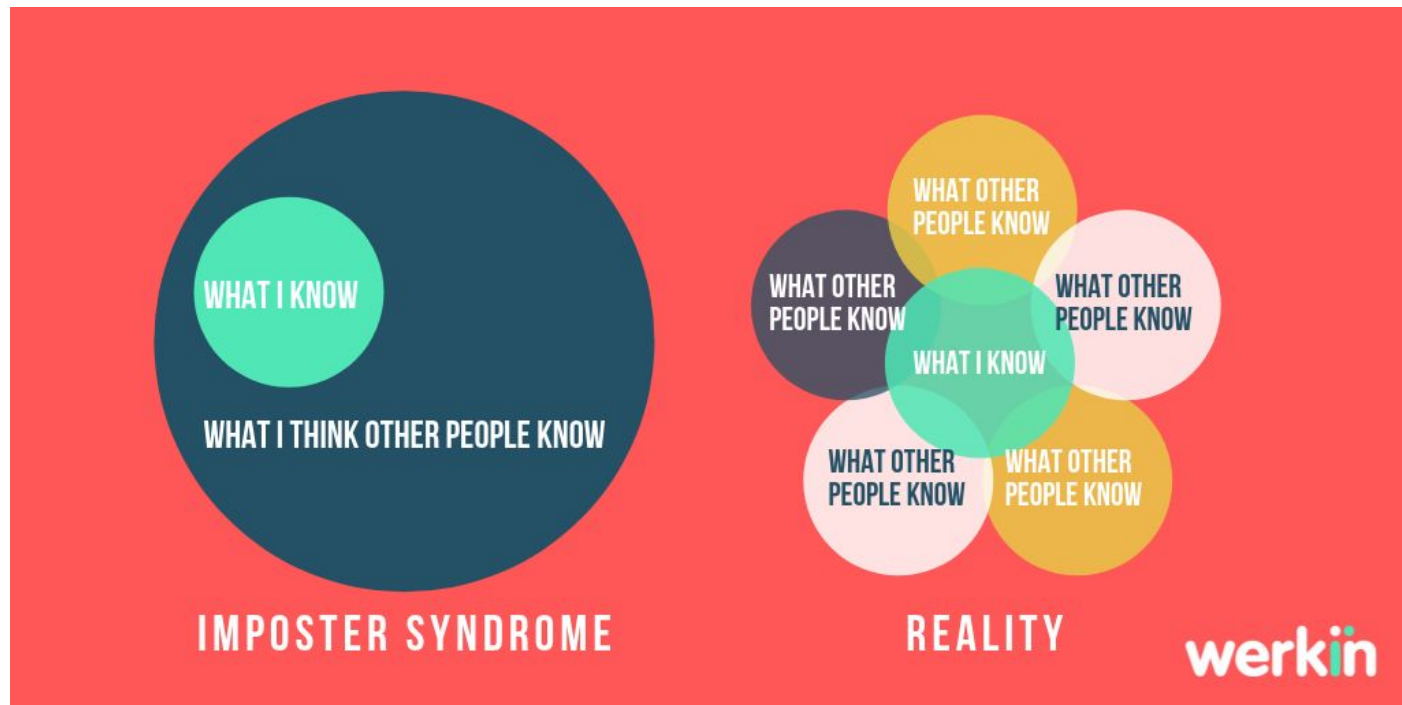 WHAT I KNOW
WHAT I THINK OTHER PEOPLE KNOW
IMPOSTER SYNDROME
WHAT OTHER
PEOPLE KNOW
WHAT OTHER
PEOPLE KNOW
WHAT OTHER
PEOPLE KNOW
WHAT I KNOW
WHAT OTHER
PEOPLE KNOW
WHAT OTHER
PEOPLE KNOW
REALITY
werkin